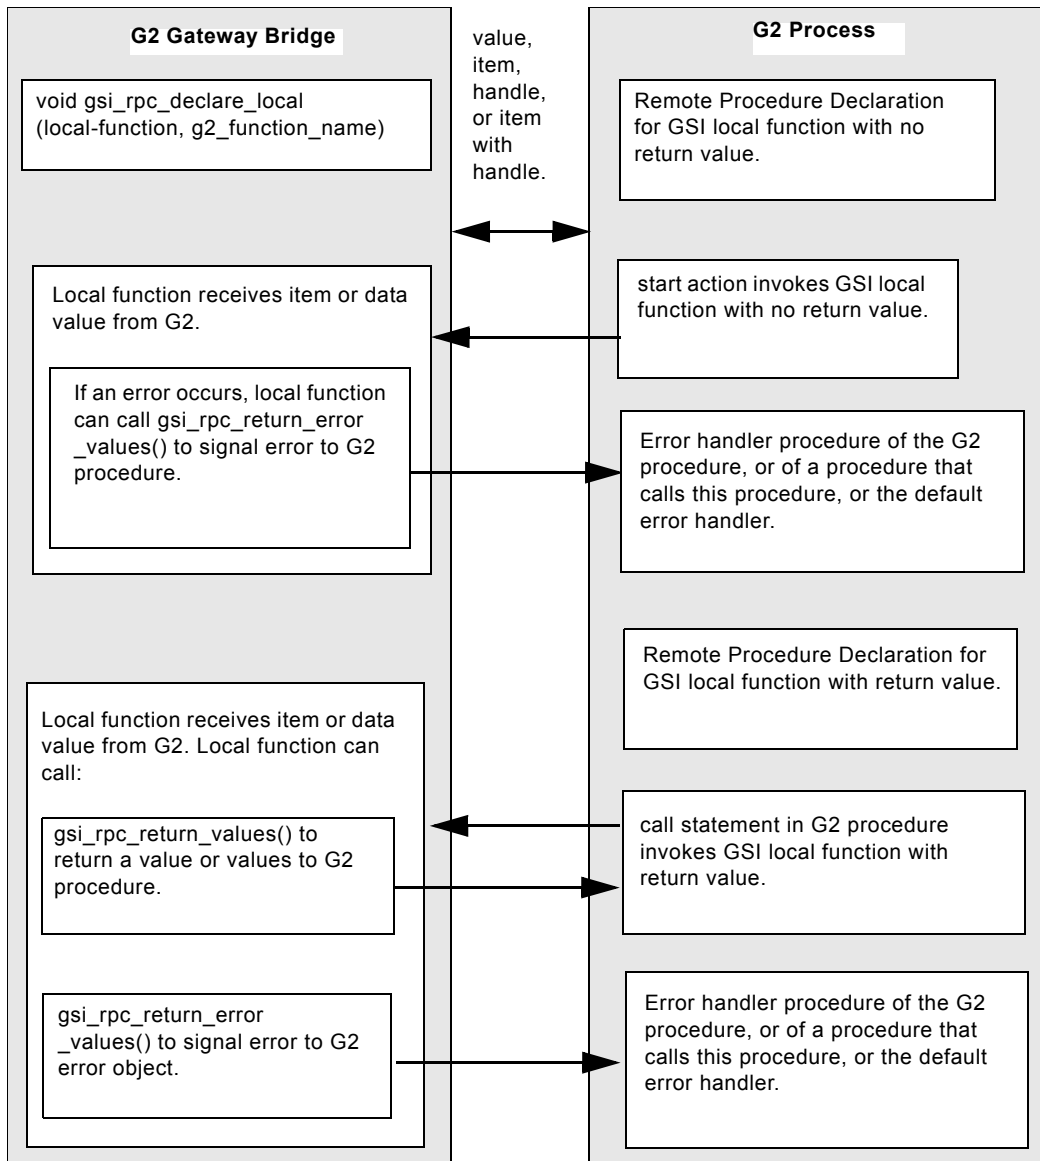 G2 Gateway Bridge
void gsi_rpc_declare_local
(local-function, g2_function_name)
value,
item,
handle,
or item
with
handle.
G2 Process
Remote Procedure Declaration
for GSI local function with no
return value.
Local function receives item or data
value from G2.
start action invokes GSI local
function with no return value.
If an error occurs, local function
can call gsi_rpc_return_error
_values() to signal error to G2
procedure.
Error handler procedure of the G2
procedure, or of a procedure that
calls this procedure, or the default
error handler.
Remote Procedure Declaration for
GSI local function with return value.
Local function receives item or data
value from G2. Local function can
call:
gsi_rpc_return_values() to
return a value or values to G2
procedure.
call statement in G2 procedure
invokes GSI local function with
return value.
gsi_rpc_return_error
_values() to signal error to G2
error object.
Error handler procedure of the G2
procedure, or of a procedure that
calls this procedure, or the default
error handler.